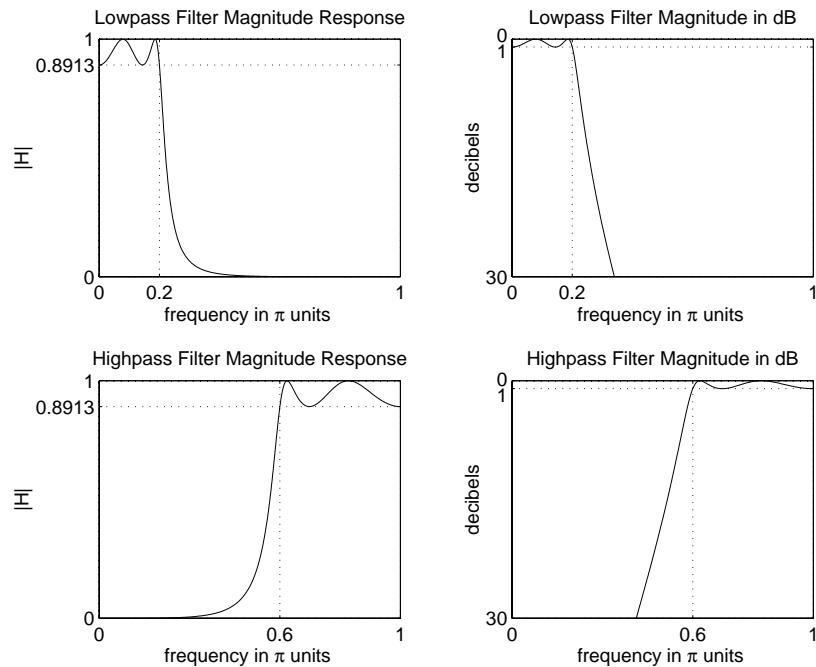 Lowpass Filter Magnitude Response
1
0.8913
|H|
0
0 0.2 1
frequency in π units
Lowpass Filter Magnitude in dB
0
1
decibels
30
0 0.2 1
frequency in π units
Highpass Filter Magnitude Response
1
0.8913
|H|
0
0 0.6 1
frequency in π units
Highpass Filter Magnitude in dB
0
1
decibels
30
0 0.6 1
frequency in π units